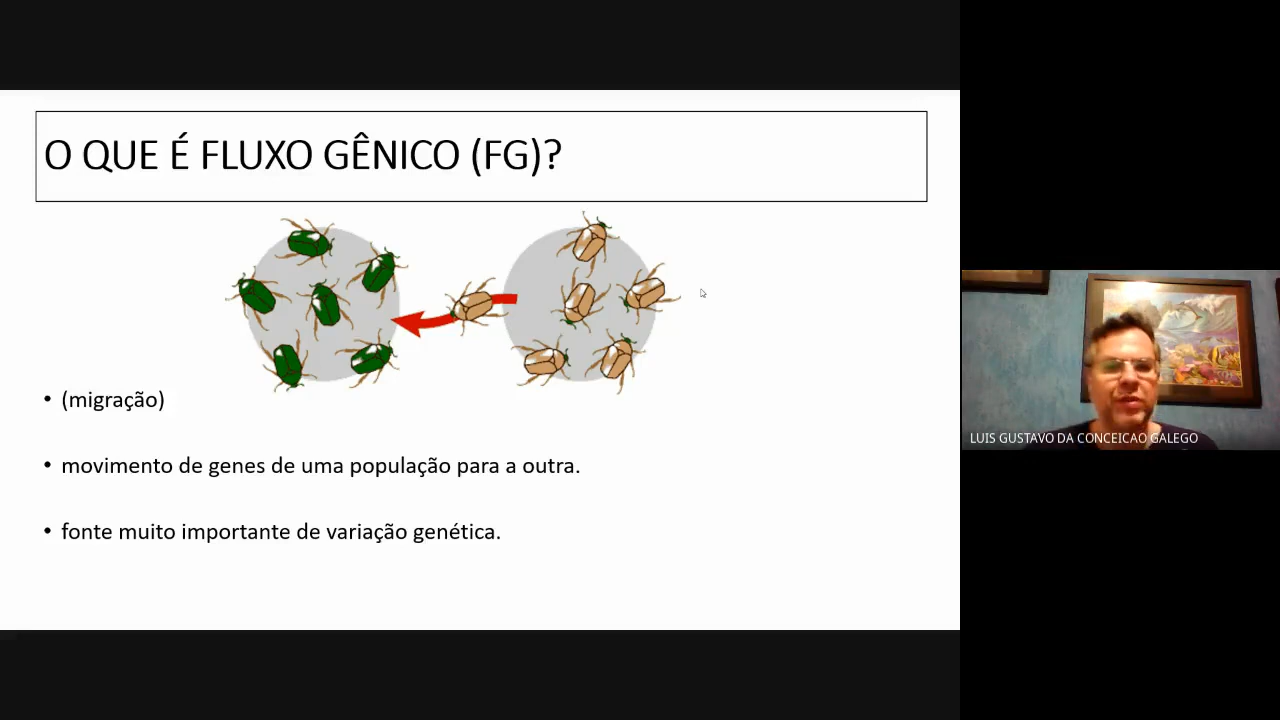 O QUE É FLUXO GÊNICO (FG)?
• (migração)
• movimento de genes de uma população para a outra.
• fonte muito importante de variação genética.
LUIS GUSTAVO DA CONCEICAO GALEGO